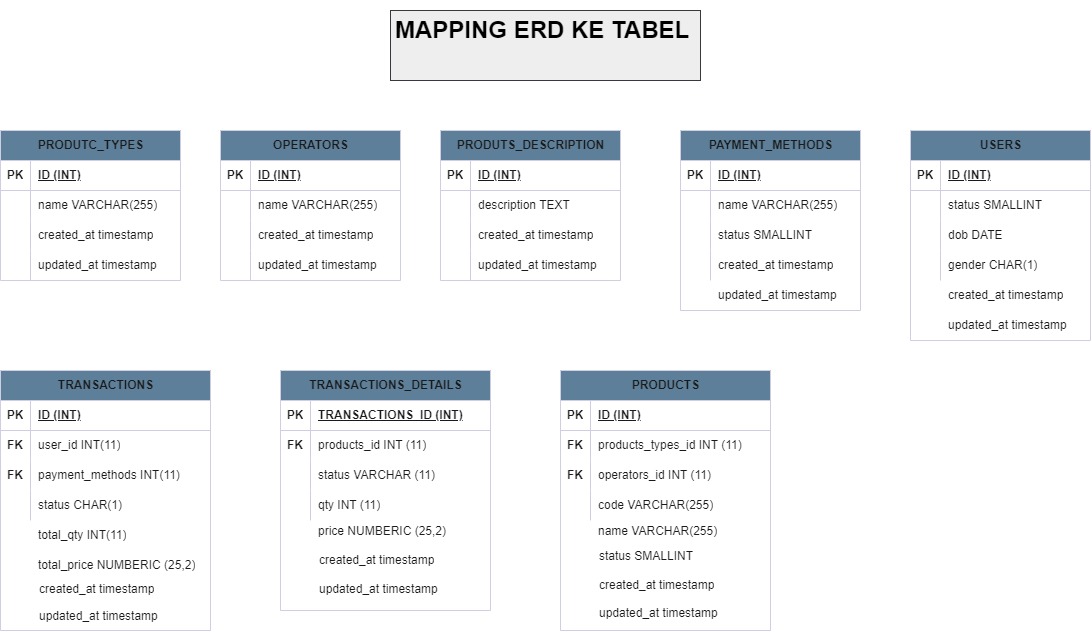 MAPPING ERD KE TABEL
PRODUTC_TYPES
PK ID (INT)
name VARCHAR(255)
created_at timestamp
updated_at timestamp
OPERATORS
PK ID (INT)
name VARCHAR(255)
created_at timestamp
updated_at timestamp
PRODUTS_DESCRIPTION
PK ID (INT)
description TEXT
created_at timestamp
updated_at timestamp
PAYMENT_METHODS
PK ID (INT)
name VARCHAR(255)
status SMALLINT
created_at timestamp
updated_at timestamp
USERS
PK ID (INT)
status SMALLINT
dob DATE
gender CHAR(1)
created_at timestamp
updated_at timestamp
TRANSACTIONS
PK ID (INT)
FK user_id INT(11)
FK payment_methods INT(11)
status CHAR(1)
total_qty INT(11)
total_price NUMBERIC (25,2)
created_at timestamp
updated_at timestamp
TRANSACTIONS_DETAILS
PK TRANSACTIONS_ID (INT)
FK products_id INT (11)
status VARCHAR (11)
qty INT (11)
price NUMBERIC (25,2)
created_at timestamp
updated_at timestamp
PRODUCTS
PK ID (INT)
FK products_types_id INT (11)
FK operators_id INT (11)
code VARCHAR(255)
name VARCHAR(255)
status SMALLINT
created_at timestamp
updated_at timestamp